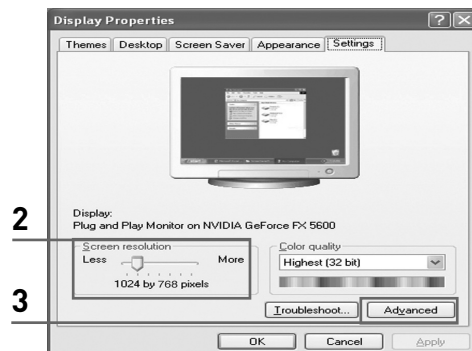 Display Properties
Themes Desktop Screen Saver Appearance Settings
Display:
Plug and Play Monitor on NVIDIA GeForce FX 5600
2
Screen resolution
Less More
1024 by 768 pixels
Color quality
Highest (32 bit)
3
Troubleshoot... Advanced
OK Cancel Apply